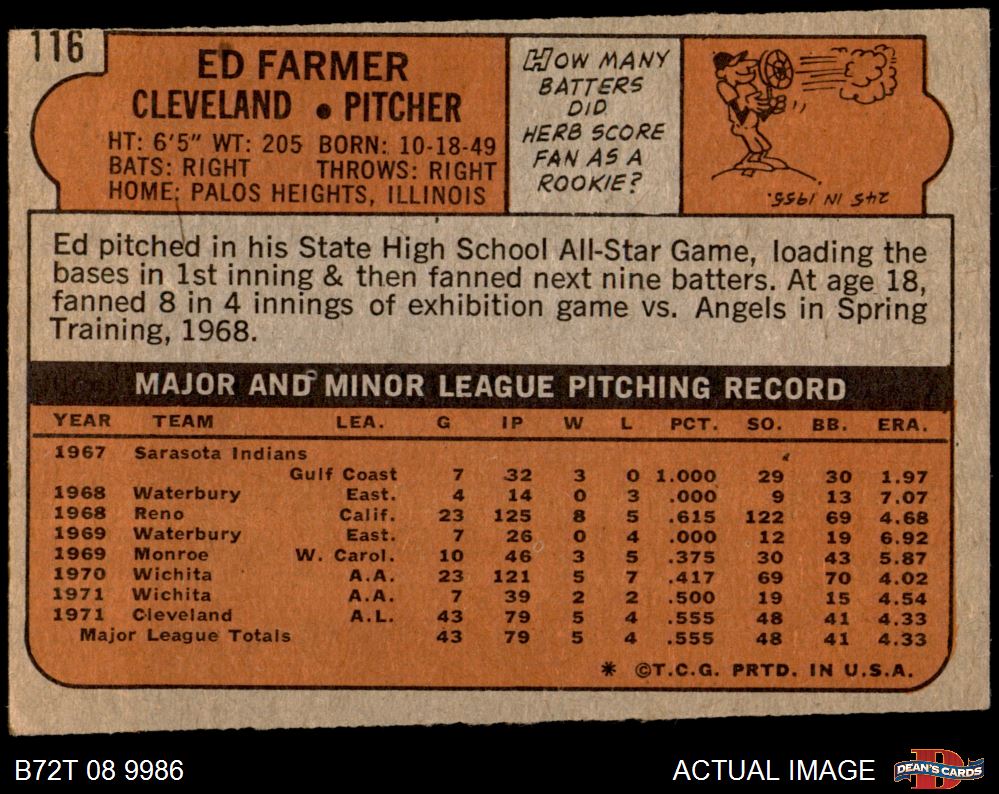 116
ED FARMER
CLEVELAND • PITCHER
HT: 6'5" WT: 205 BORN: 10-18-49
BATS: RIGHT THROWS: RIGHT
HOME: PALOS HEIGHTS, ILLINOIS
HOW MANY
BATTERS
DID
HERB SCORE
FAN AS A
ROOKIE?
245 IN 1955.
Ed pitched in his State High School All-Star Game, loading the
bases in 1st inning & then fanned next nine batters. At age 18,
fanned 8 in 4 innings of exhibition game vs. Angels in Spring
Training, 1968.
MAJOR AND MINOR LEAGUE PITCHING RECORD
YEAR TEAM LEA. G IP W L PCT. SO. BB. ERA.
1967 Sarasota Indians
Gulf Coast 7 32 3 0 1.000 29 30 1.97
1968 Waterbury East. 4 14 0 3 .000 9 13 7.07
1968 Reno Calif. 23 125 8 5 .615 122 69 4.68
1969 Waterbury East. 7 26 0 4 .000 12 19 6.92
1969 Monroe W. Carol. 10 46 3 5 .375 30 43 5.87
1970 Wichita A.A. 23 121 5 7 .417 69 70 4.02
1971 Wichita A.A. 7 39 2 2 .500 19 15 4.54
1971 Cleveland A.L. 43 79 5 4 .555 48 41 4.33
Major League Totals 43 79 5 4 .555 48 41 4.33
* ©T.C.G. PRTD. IN U.S.A.
B72T 08 9986
ACTUAL IMAGE
DEAN'S CARDS